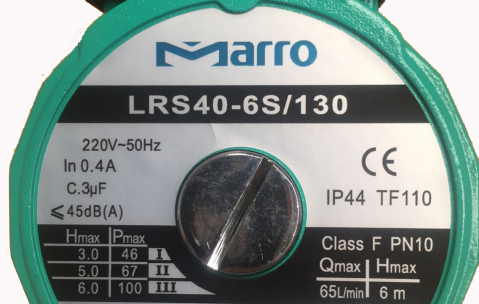 Marro
LRS40-6S/130
220V~50Hz
In 0.4A
C.3µF
≤45dB(A)
CE
IP44 TF110
Hmax Pmax
3.0 46 I
5.0 67 II
6.0 100 III
Class F PN10
Qmax Hmax
65L/min 6 m